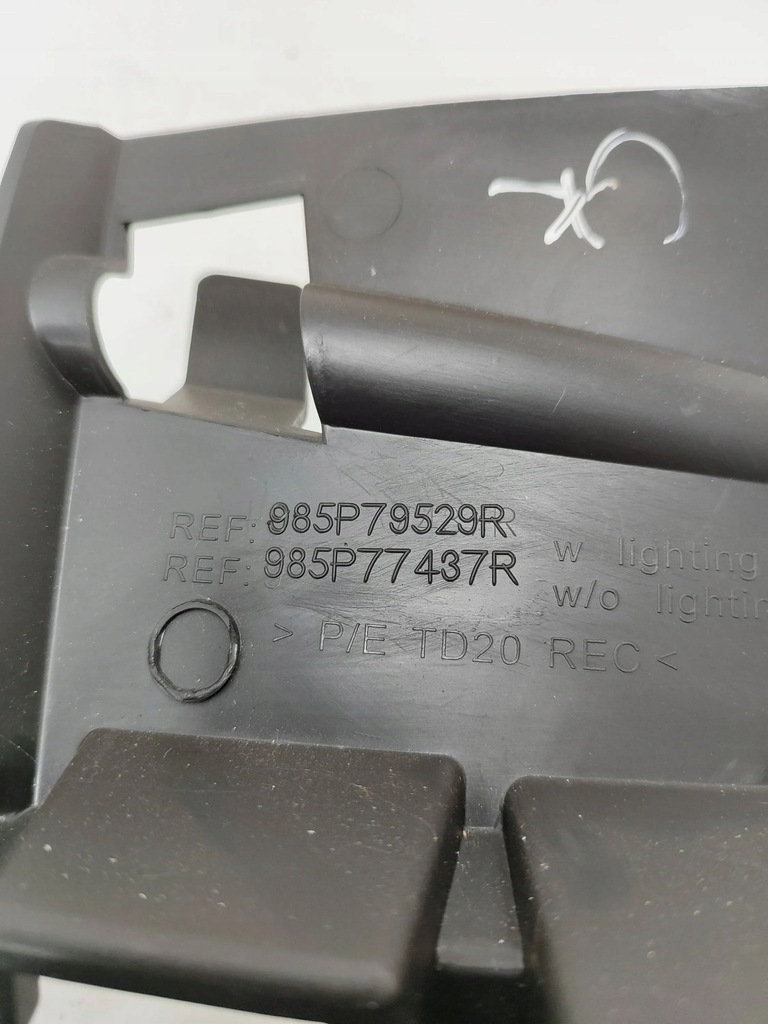 REF: 985P79529R w lighting
REF: 985P77437R w/o lightin
> P/E TD20 REC <